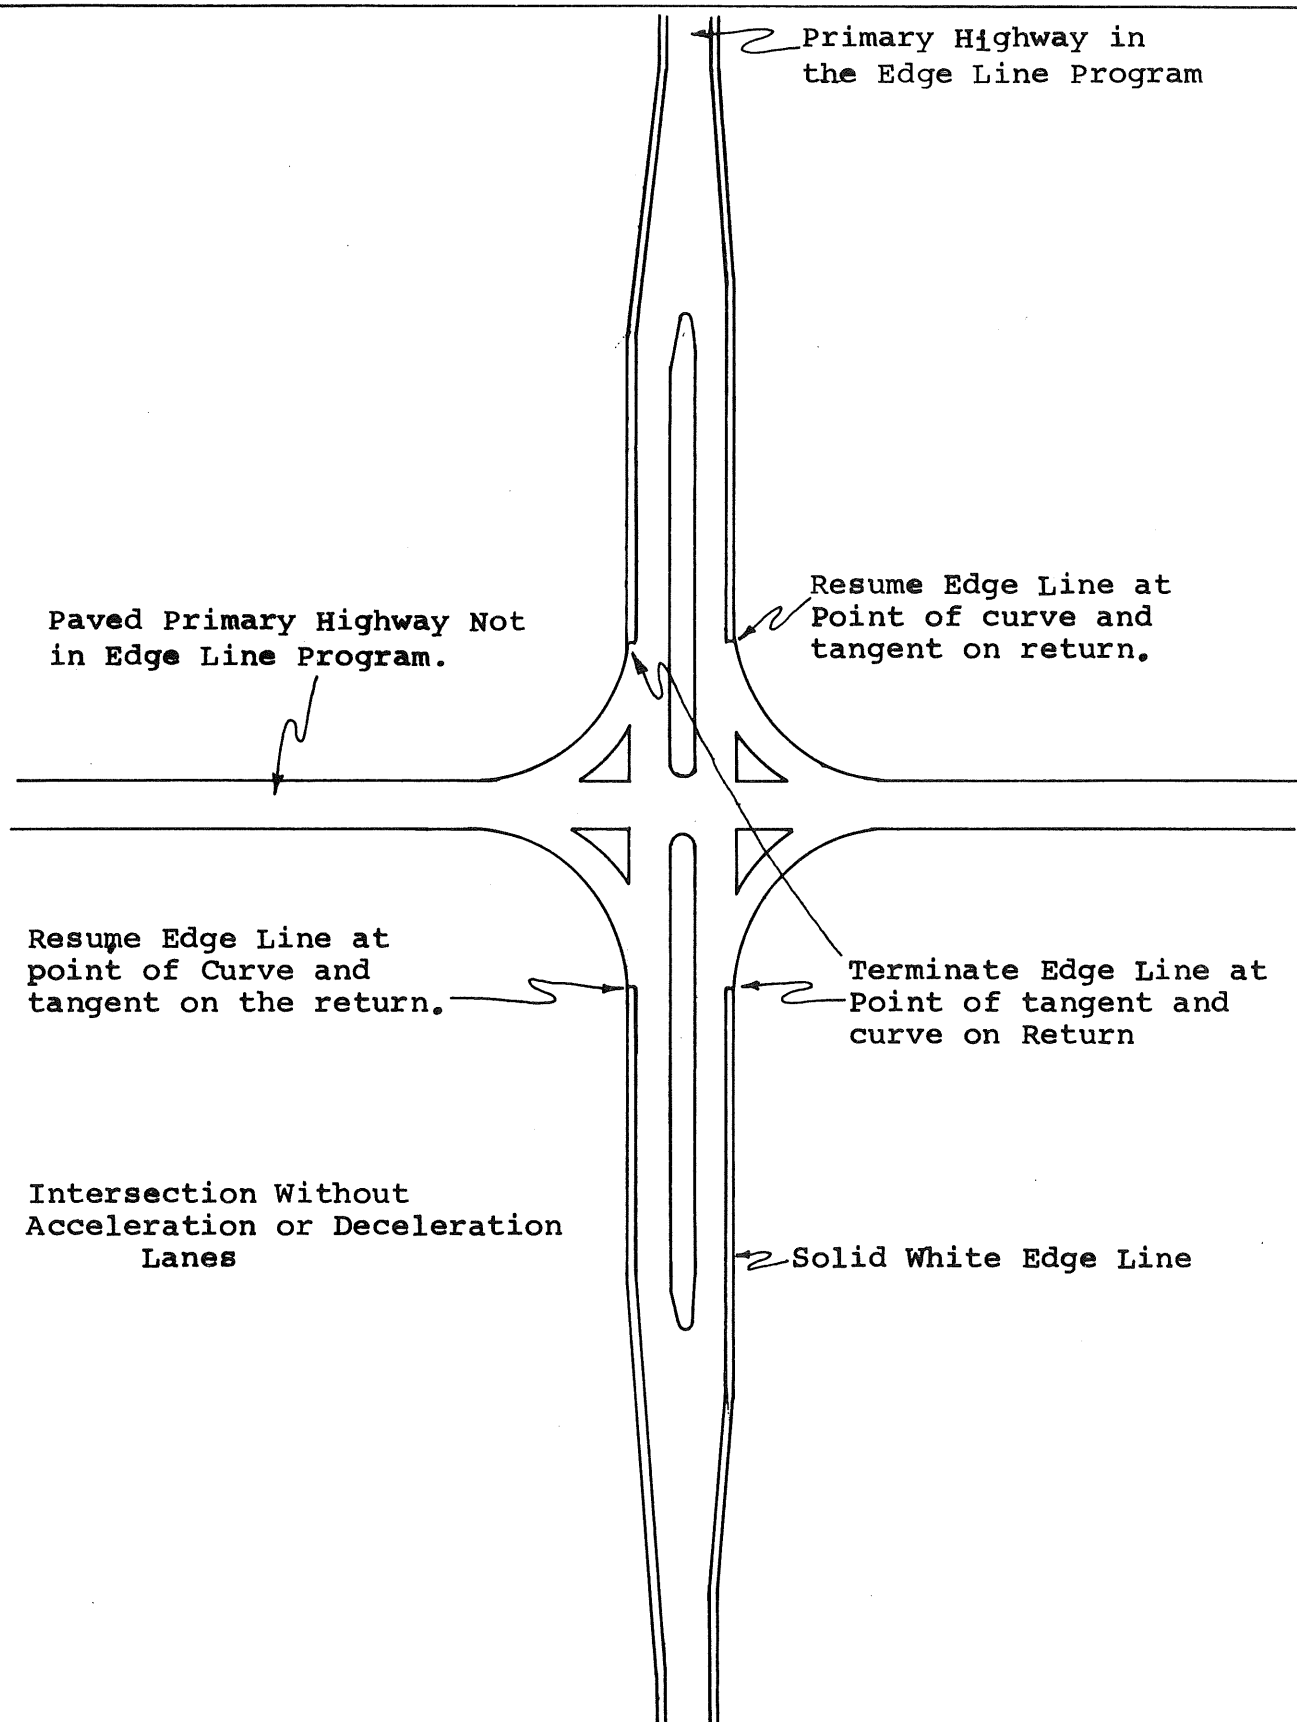 Primary Highway in
the Edge Line Program
Resume Edge Line at
Point of curve and
tangent on return.
Paved Primary Highway Not
in Edge Line Program.
Resume Edge Line at
point of Curve and
tangent on the return.
Terminate Edge Line at
Point of tangent and
curve on Return
Intersection Without
Acceleration or Deceleration
Lanes
Solid White Edge Line